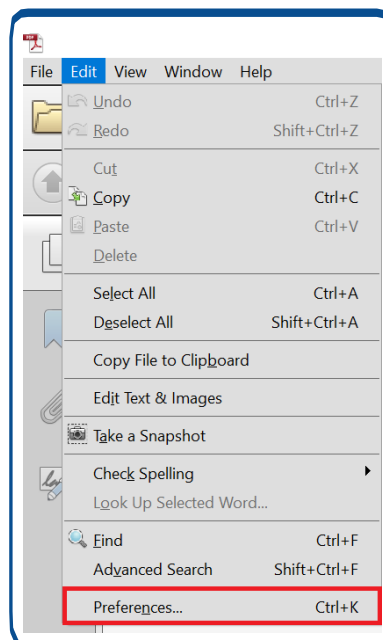 PDF
File Edit View Window Help
Undo Ctrl+Z
Redo Shift+Ctrl+Z
Cut Ctrl+X
Copy Ctrl+C
Paste Ctrl+V
Delete
Select All Ctrl+A
Deselect All Shift+Ctrl+A
Copy File to Clipboard
Edit Text & Images
Take a Snapshot
Check Spelling
Look Up Selected Word...
Find Ctrl+F
Advanced Search Shift+Ctrl+F
Preferences... Ctrl+K